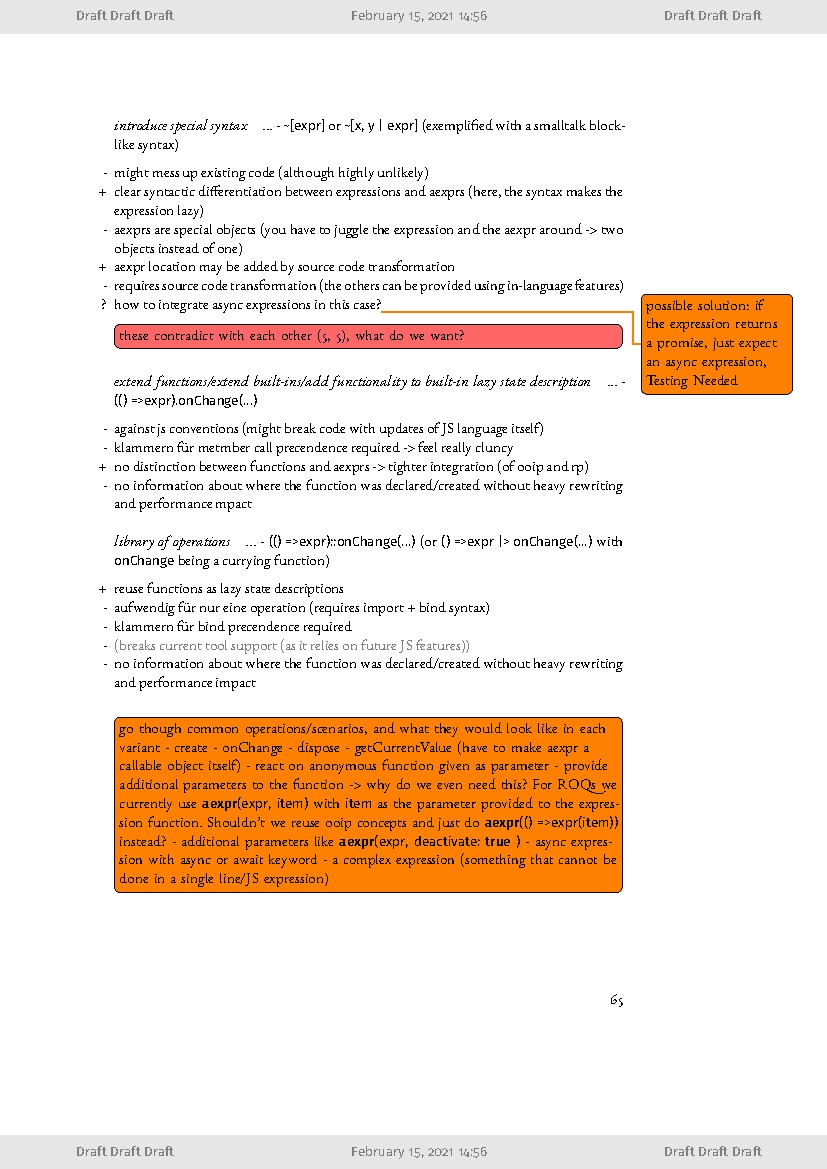 Draft Draft Draft February 15, 2021 14:56 Draft Draft Draft
introduce special syntax ... - ~[expr] or ~[x, y | expr] (exemplified with a smalltalk block-
like syntax)
- might mess up existing code (although highly unlikely)
+ clear syntactic differentiation between expressions and aexprs (here, the syntax makes the
expression lazy)
- aexprs are special objects (you have to juggle the expression and the aexpr around -> two
objects instead of one)
+ aexpr location may be added by source code transformation
- requires source code transformation (the others can be provided using in-language features)
? how to integrate async expressions in this case?
possible solution: if
the expression returns
a promise, just expect
an async expression,
Testing Needed
these contradict with each other (5, 5), what do we want?
extend functions/extend built-ins/add functionality to built-in lazy state description ... -
(() =>expr).onChange(...)
- against js conventions (might break code with updates of JS language itself)
- klammern für metmber call precendence required -> feel really cluncy
+ no distinction between functions and aexprs -> tighter integration (of ooip and rp)
- no information about where the function was declared/created without heavy rewriting
and performance mpact
library of operations ... - (() =>expr)::onChange(...) (or () =>expr |> onChange(...) with
onChange being a currying function)
+ reuse functions as lazy state descriptions
- aufwendig für nur eine operation (requires import + bind syntax)
- klammern für bind precendence required
- (breaks current tool support (as it relies on future JS features))
- no information about where the function was declared/created without heavy rewriting
and performance impact
go though common operations/scenarios, and what they would look like in each
variant - create - onChange - dispose - getCurrentValue (have to make aexpr a
callable object itself) - react on anonymous function given as parameter - provide
additional parameters to the function -> why do we even need this? For ROQs we
currently use aexpr(expr, item) with item as the parameter provided to the expres-
sion function. Shouldn't we reuse ooip concepts and just do aexpr(() =>expr(item))
instead? - additional parameters like aexpr(expr, deactivate: true ) - async expres-
sion with async or await keyword - a complex expression (something that cannot be
done in a single line/JS expression)
65
Draft Draft Draft February 15, 2021 14:56 Draft Draft Draft